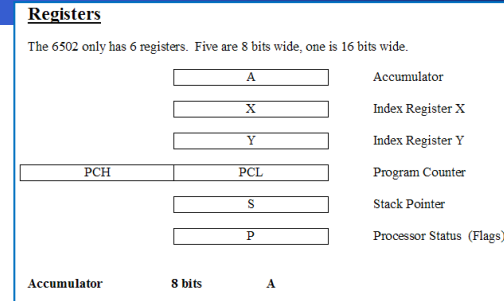 Registers
The 6502 only has 6 registers.  Five are 8 bits wide, one is 16 bits wide.
A Accumulator
X Index Register X
Y Index Register Y
PCH PCL Program Counter
S Stack Pointer
P Processor Status (Flags)
Accumulator 8 bits A